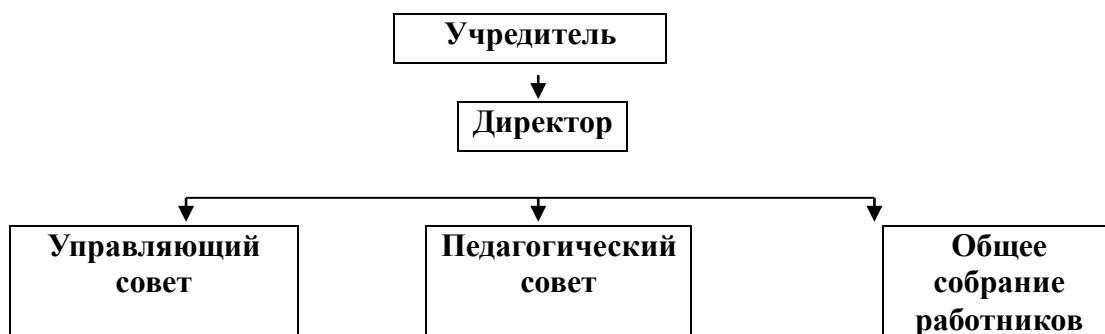 Учредитель
Директор
Управляющий
совет
Педагогический
совет
Общее
собрание
работников